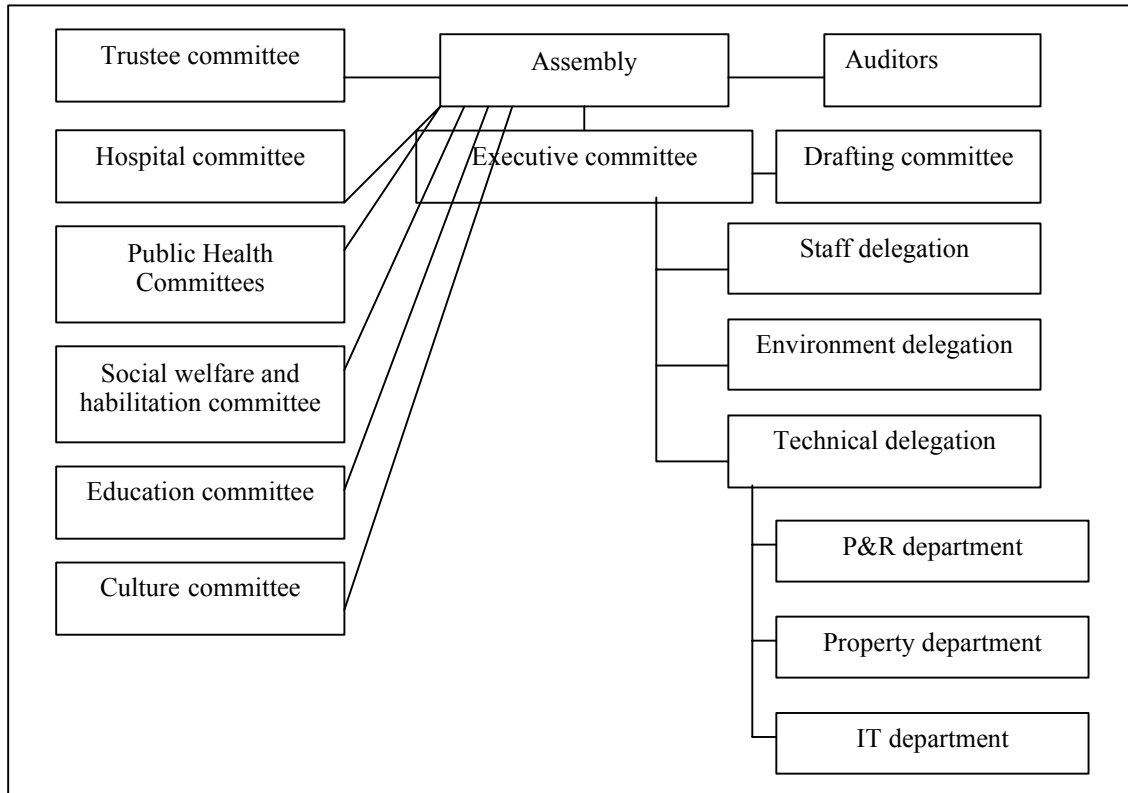 Trustee committee
Assembly
Auditors
Hospital committee
Executive committee
Drafting committee
Public Health
Committees
Staff delegation
Environment delegation
Social welfare and
habilitation committee
Technical delegation
Education committee
P&R department
Culture committee
Property department
IT department